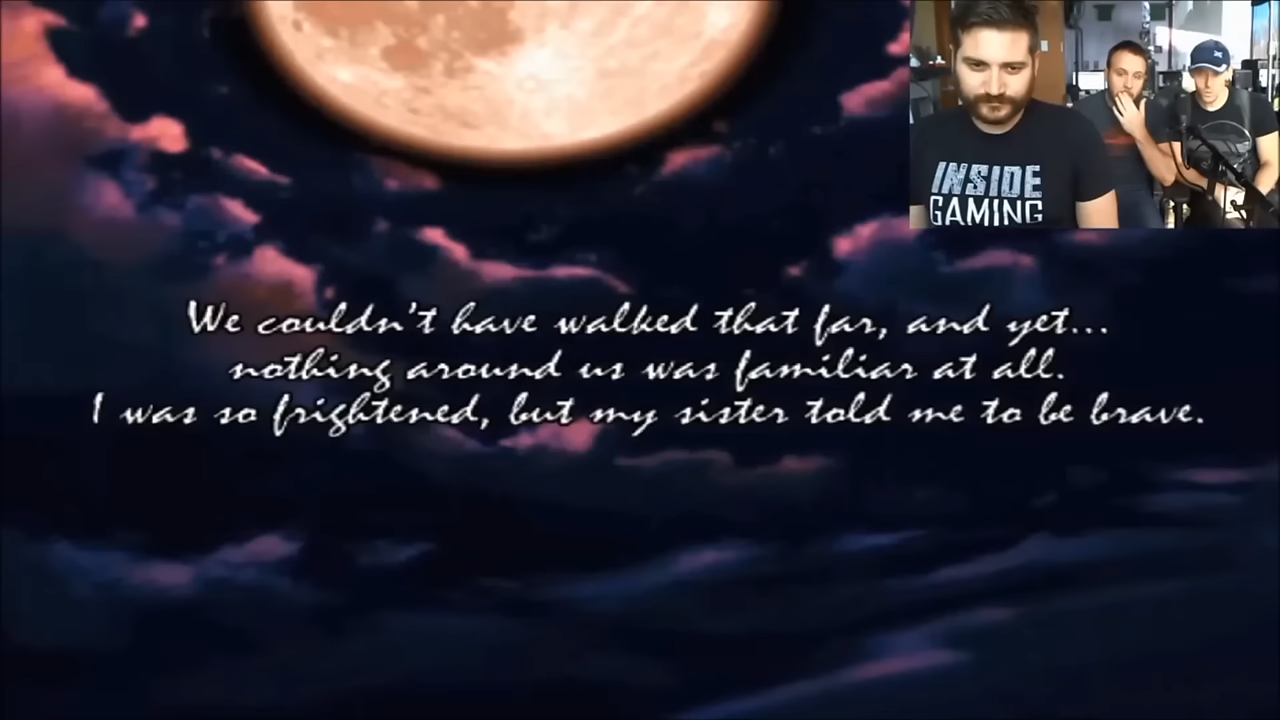 INSIDE
GAMING
We couldn't have walked that far, and yet...
nothing around us was familiar at all.
I was so frightened, but my sister told me to be brave.